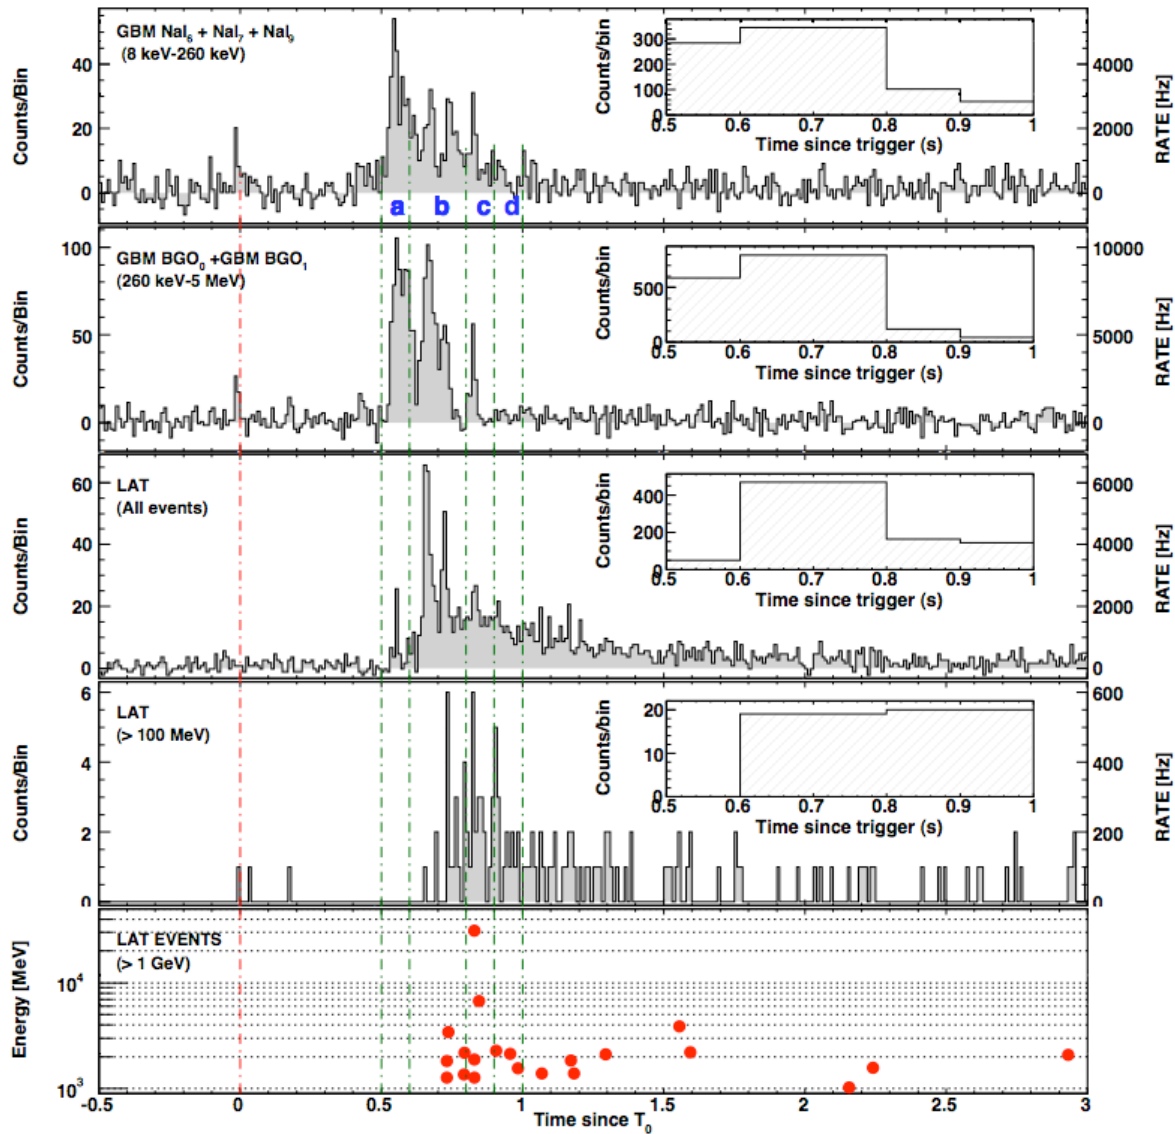 GBM NaI₆ + NaI₇ + NaI₉
(8 keV-260 keV)
Counts/Bin
40
20
0
a b c d
RATE [Hz]
4000
2000
0
Counts/bin
300
200
100
0
0.5 0.6 0.7 0.8 0.9 1
Time since trigger (s)
GBM BGO₀ +GBM BGO₁
(260 keV-5 MeV)
Counts/Bin
100
50
0
RATE [Hz]
10000
5000
0
Counts/bin
500
0
0.5 0.6 0.7 0.8 0.9 1
Time since trigger (s)
LAT
(All events)
Counts/Bin
60
40
20
0
RATE [Hz]
6000
4000
2000
0
Counts/bin
400
200
0
0.5 0.6 0.7 0.8 0.9 1
Time since trigger (s)
LAT
(> 100 MeV)
Counts/Bin
6
4
2
0
RATE [Hz]
600
400
200
0
Counts/bin
20
10
0
0.5 0.6 0.7 0.8 0.9 1
Time since trigger (s)
LAT EVENTS
(> 1 GeV)
Energy [MeV]
10⁴
10³
-0.5 0 0.5 1 1.5 2 2.5 3
Time since T₀